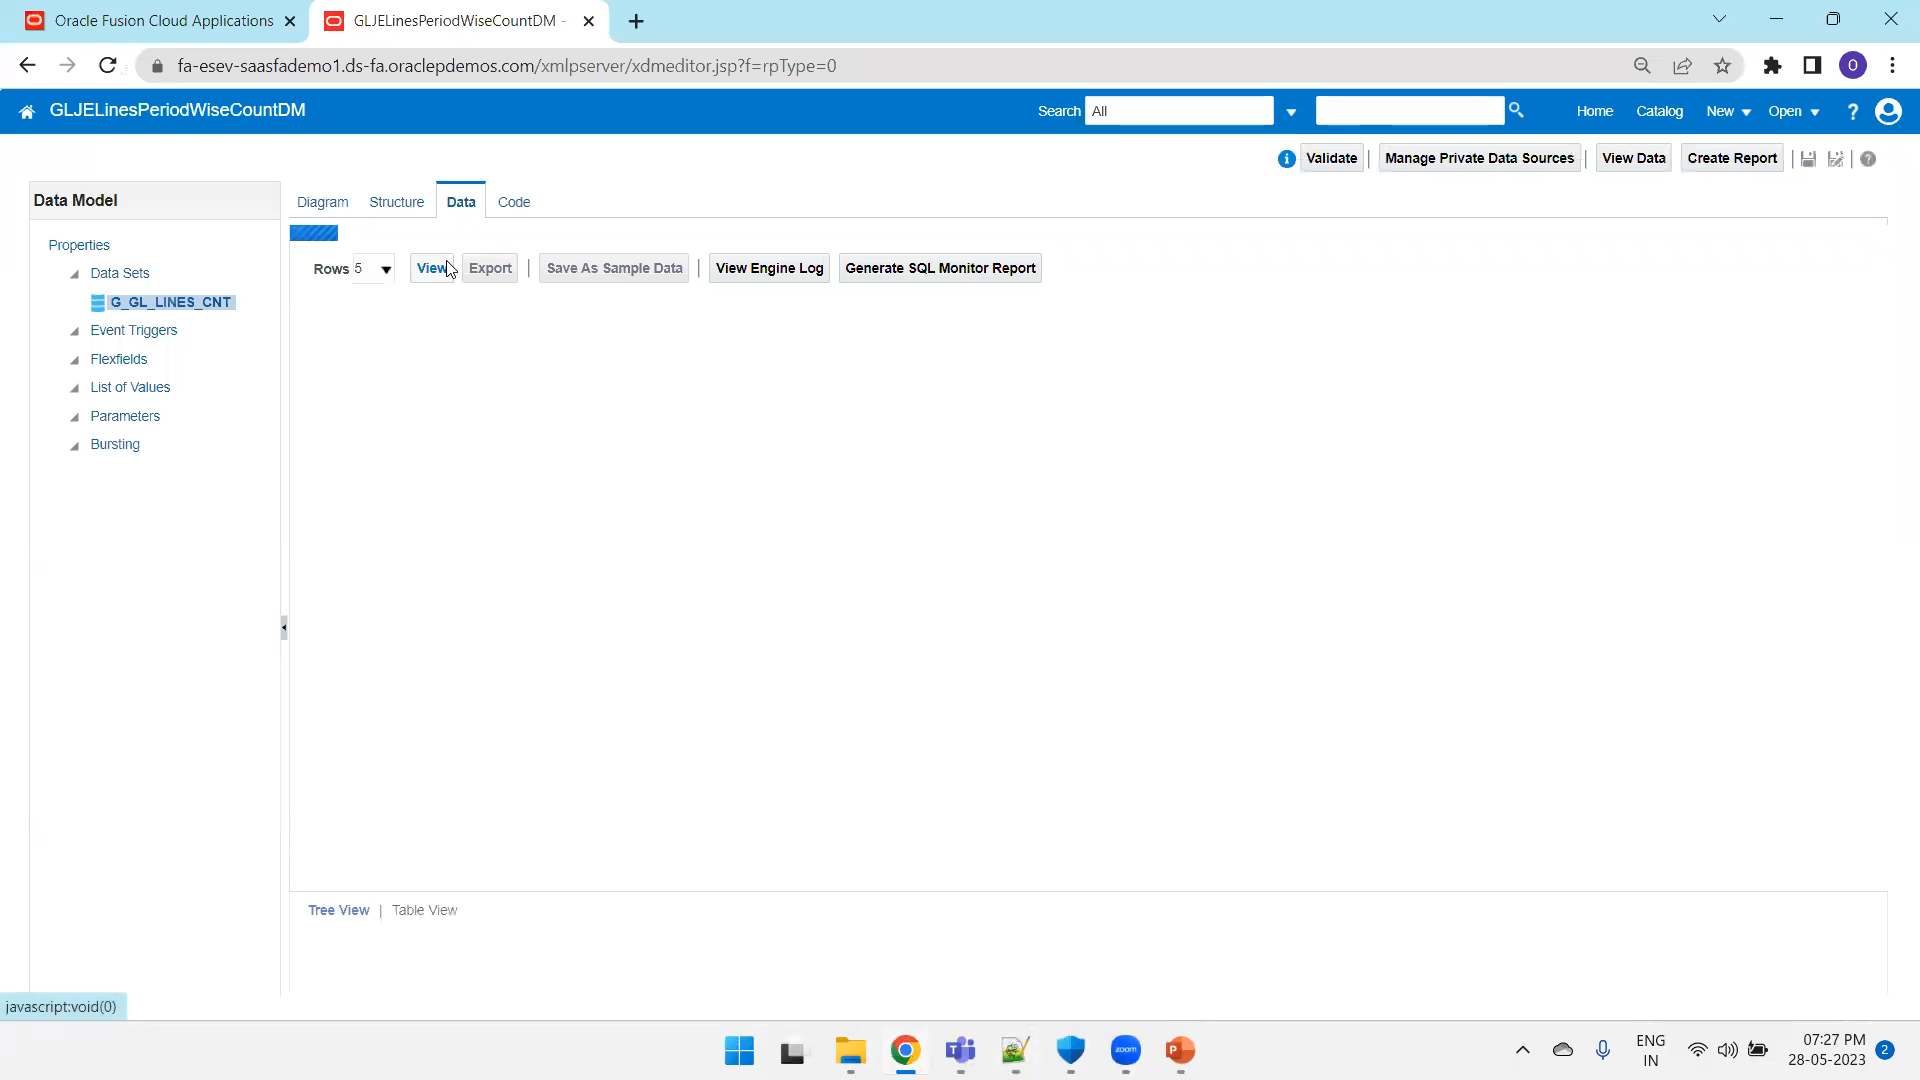 Oracle Fusion Cloud Applications
GLJELinesPeriodWiseCountDM -
fa-esev-saasfademo1.ds-fa.oraclepdemos.com/xmlpserver/xdmeditor.jsp?f=rpType=0
O
GLJELinesPeriodWiseCountDM
Search All
Home Catalog New Open ?
Validate | Manage Private Data Sources | View Data Create Report | | ?
Data Model
Diagram Structure Data Code
Properties
Data Sets
G_GL_LINES_CNT
Event Triggers
Flexfields
List of Values
Parameters
Bursting
Rows 5 View Export | Save As Sample Data | View Engine Log Generate SQL Monitor Report
Tree View | Table View
javascript:void(0)
zoom
P
ENG
IN
07:27 PM
28-05-2023
2